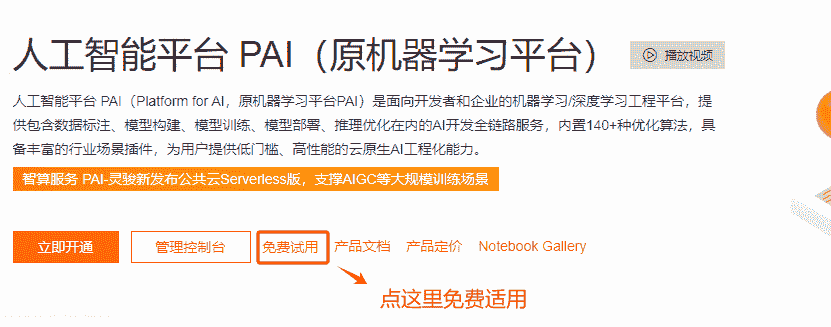 人工智能平台 PAI（原机器学习平台）
播放视频
人工智能平台 PAI（Platform for AI，原机器学习平台PAI）是面向开发者和企业的机器学习/深度学习工程平台，提
供包含数据标注、模型构建、模型训练、模型部署、推理优化在内的AI开发全链路服务，内置140+种优化算法，具
备丰富的行业场景插件，为用户提供低门槛、高性能的云原生AI工程化能力。
智算服务 PAI-灵骏新发布公共云Serverless版，支撑AIGC等大规模训练场景
立即开通 管理控制台 免费试用 产品文档 产品定价 Notebook Gallery
点这里免费适用